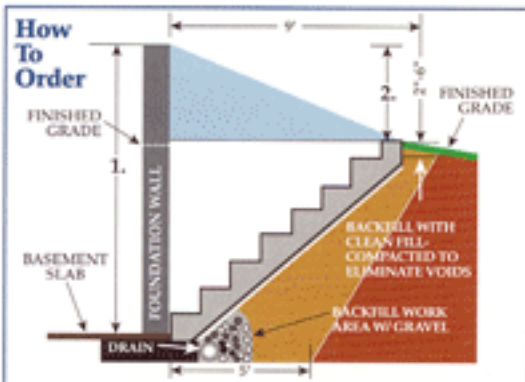 How
To
Order
9'
1.
2.
2"-6"
FINISHED
GRADE
FINISHED
GRADE
FOUNDATION WALL
BACKFILL WITH
CLEAN FILL-
COMPACTED TO
ELIMINATE VOIDS
BASEMENT
SLAB
BACKFILL WORK
AREA W/ GRAVEL
DRAIN
5'